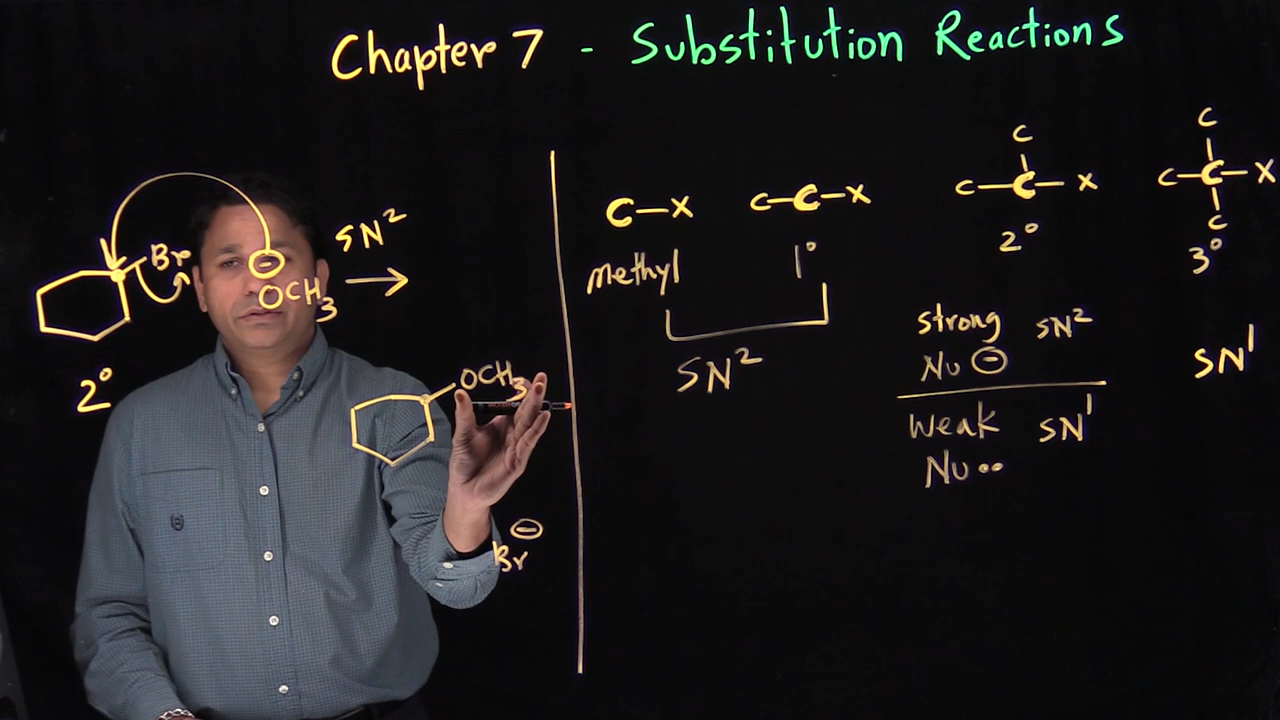 Chapter 7 - Substitution Reactions
Br
⊖
OCH3
SN²
2°
OCH3
Br ⊖
C-X
methyl
C-C-X
1°
SN²
C
C-C-X
2°
strong Nu ⊖ SN²
Weak Nu •• SN¹
C
C-C-X
C
3°
SN¹